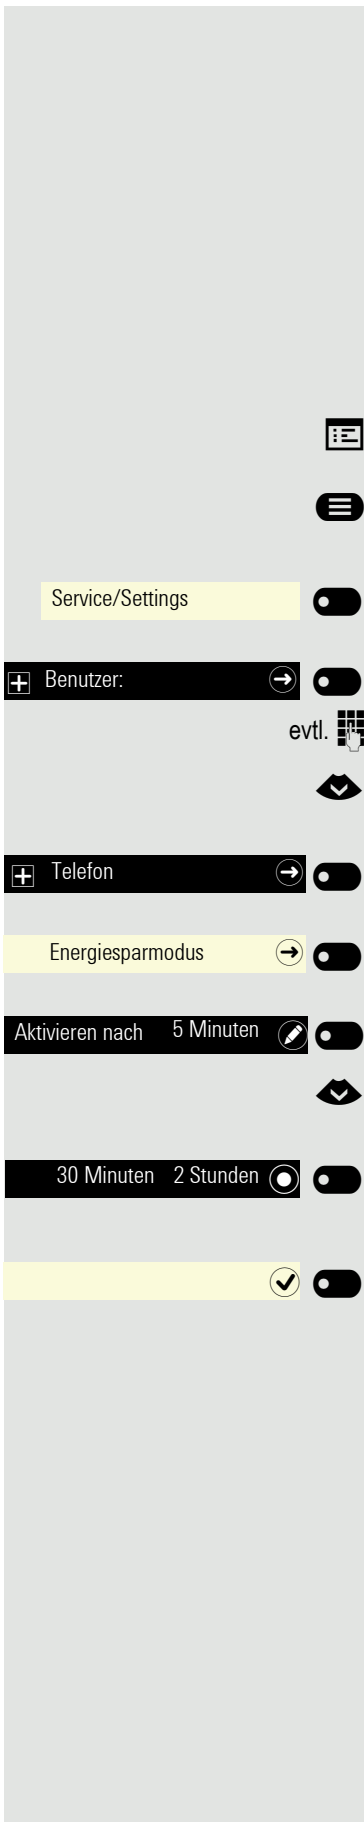 Service/Settings
Benutzer:
evtl.
Telefon
Energiesparmodus
Aktivieren nach 5 Minuten
30 Minuten 2 Stunden